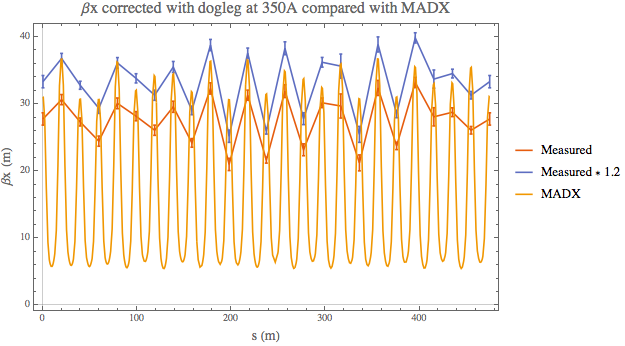 βx corrected with dogleg at 350A compared with MADX
40
30
20
10
0
βx (m)
0
100
200
300
400
s (m)
Measured
Measured * 1.2
MADX